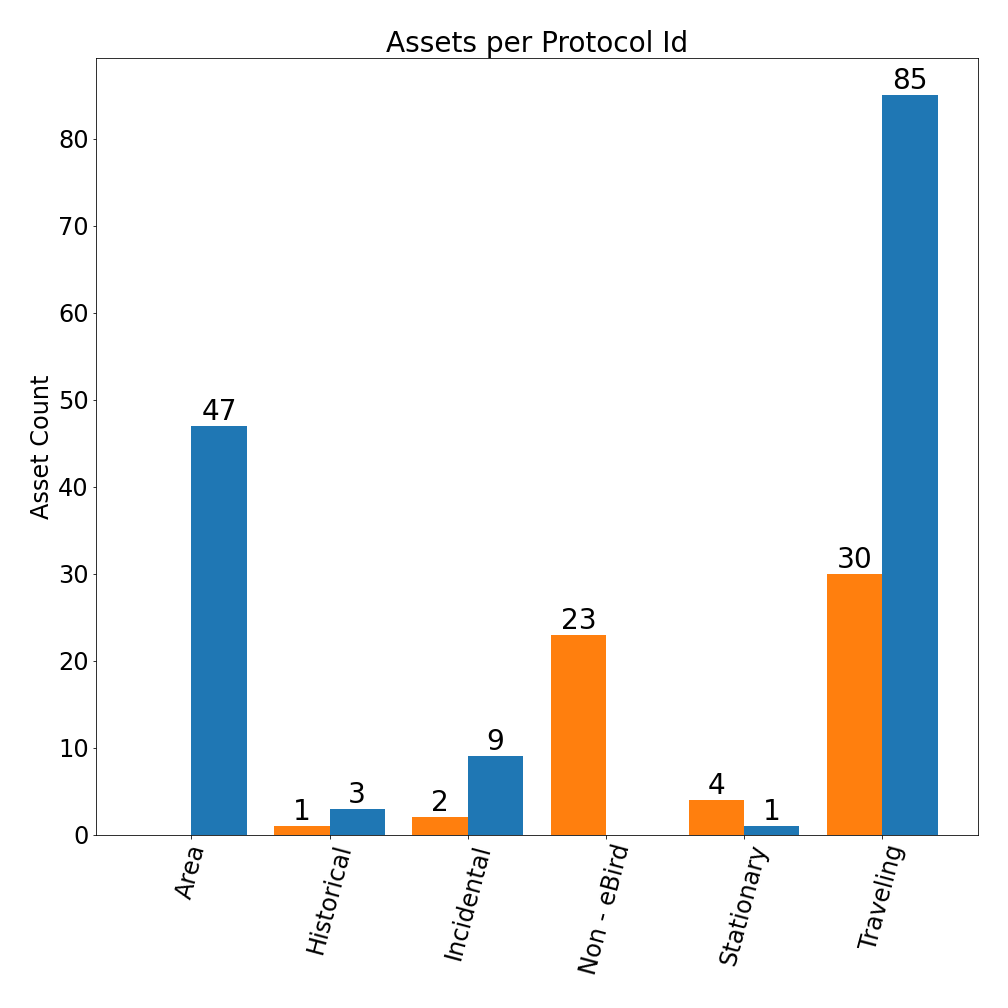 Assets per Protocol Id
Asset Count
80
70
60
50
40
30
20
10
0
47
1
3
2
9
23
4
1
30
85
Area
Historical
Incidental
Non - eBird
Stationary
Traveling